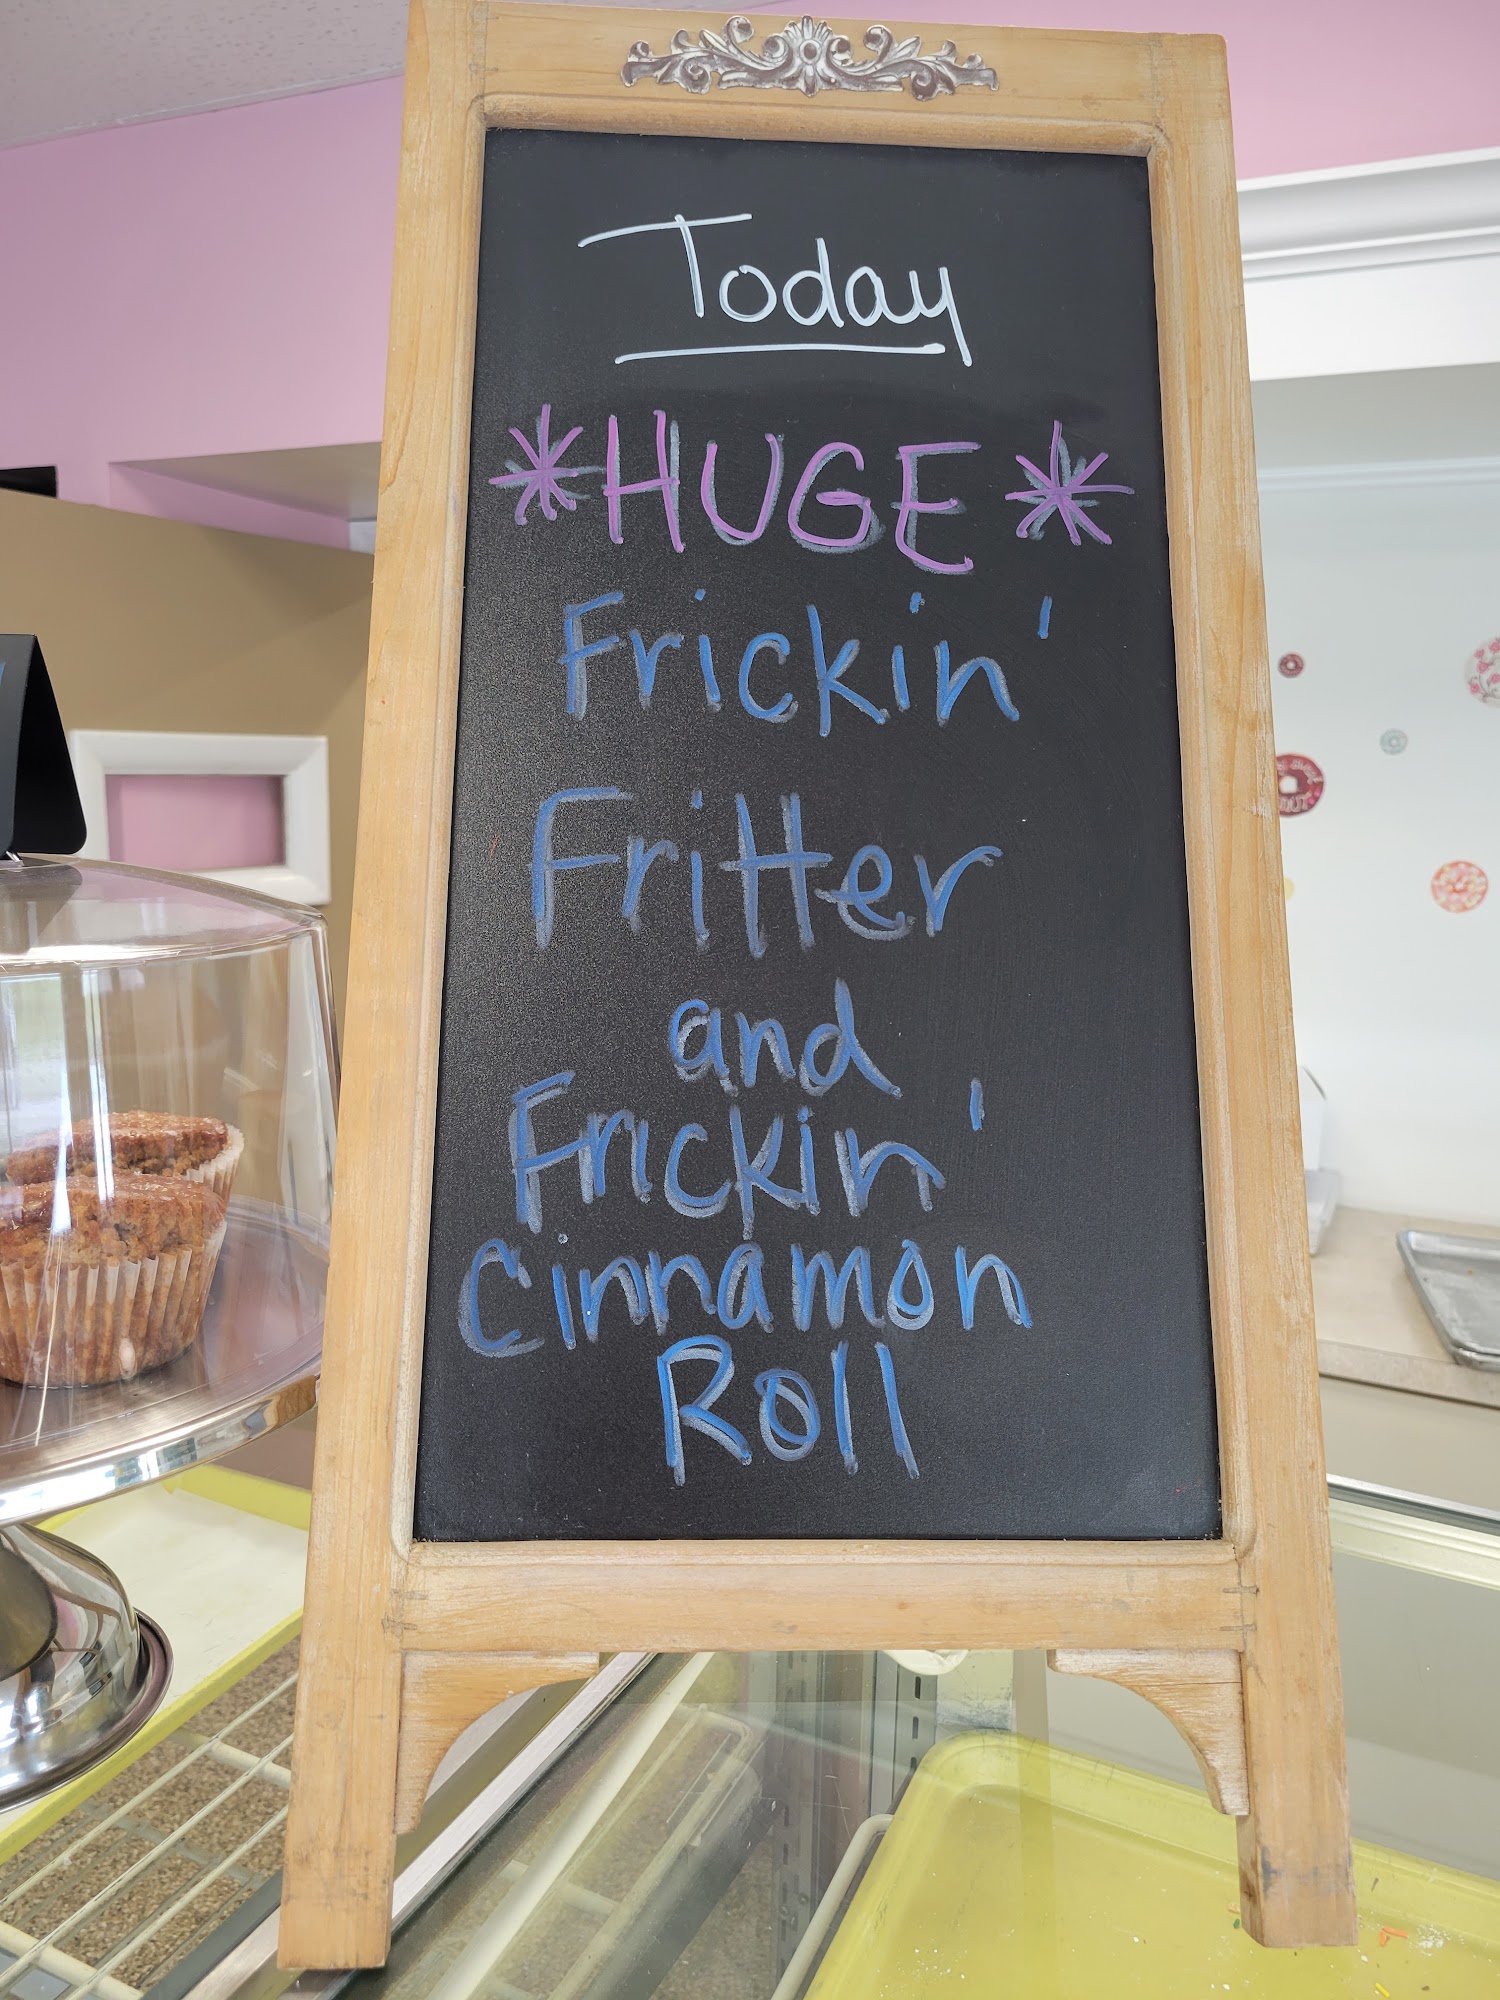 Today
*HUGE*
Frickin'
Fritter
and
Frickin'
Cinnamon
Roll